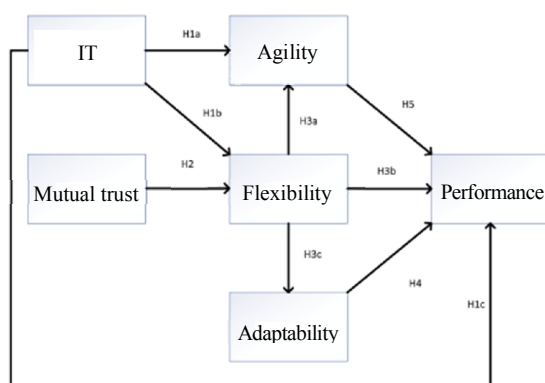 IT
H1a
Agility
H1b
H3a
H5
Mutual trust
H2
Flexibility
H3b
Performance
H3c
H4
H1c
Adaptability